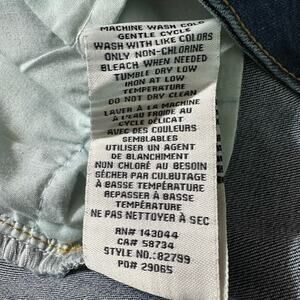 MACHINE WASH COLD
GENTLE CYCLE
WASH WITH LIKE COLORS
ONLY NON-CHLORINE
BLEACH WHEN NEEDED
TUMBLE DRY LOW
IRON AT LOW
TEMPERATURE
DO NOT DRY CLEAN
LAVER À LA MACHINE
À L'EAU FROIDE AU
CYCLE DÉLICAT
AVEC DES COULEURS
SEMBLABLES
UTILISER UN AGENT
DE BLANCHIMENT
NON CHLORÉ AU BESOIN
SÉCHER PAR CULBUTAGE
À BASSE TEMPÉRATURE
REPASSER À BASSE
TEMPÉRATURE
NE PAS NETTOYER À SEC
RN# 143044
CA# 58734
STYLE NO.:82799
PO# 29065